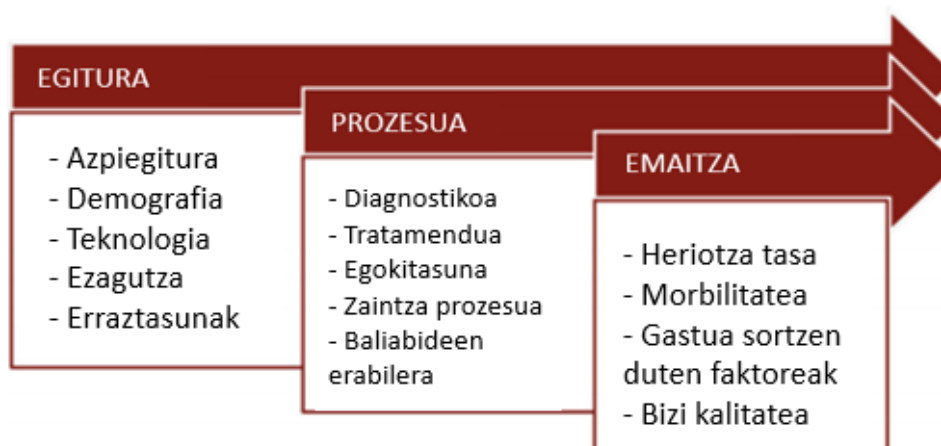 EGITURA
- Azpiegitura
- Demografia
- Teknologia
- Ezagutza
- Erraztasunak
PROZESUA
- Diagnostikoa
- Tratamendua
- Egokitasuna
- Zaintza prozesua
- Baliabideen
erabilera
EMAITZA
- Heriotza tasa
- Morbilitatea
- Gastua sortzen
duten faktoreak
- Bizi kalitatea